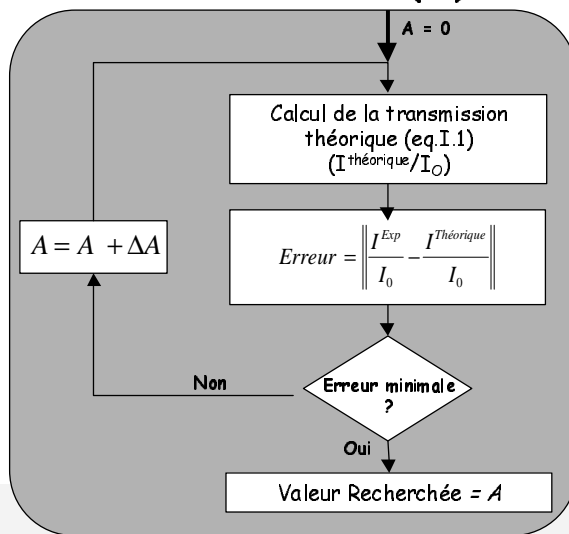 A = 0
Calcul de la transmission
théorique (eq.I.1)
(I^théorique/I_O)
A = A + ΔA
Erreur = ‖ I^Exp / I_0 − I^Théorique / I_0 ‖
Non
Erreur minimale
?
Oui
Valeur Recherchée = A